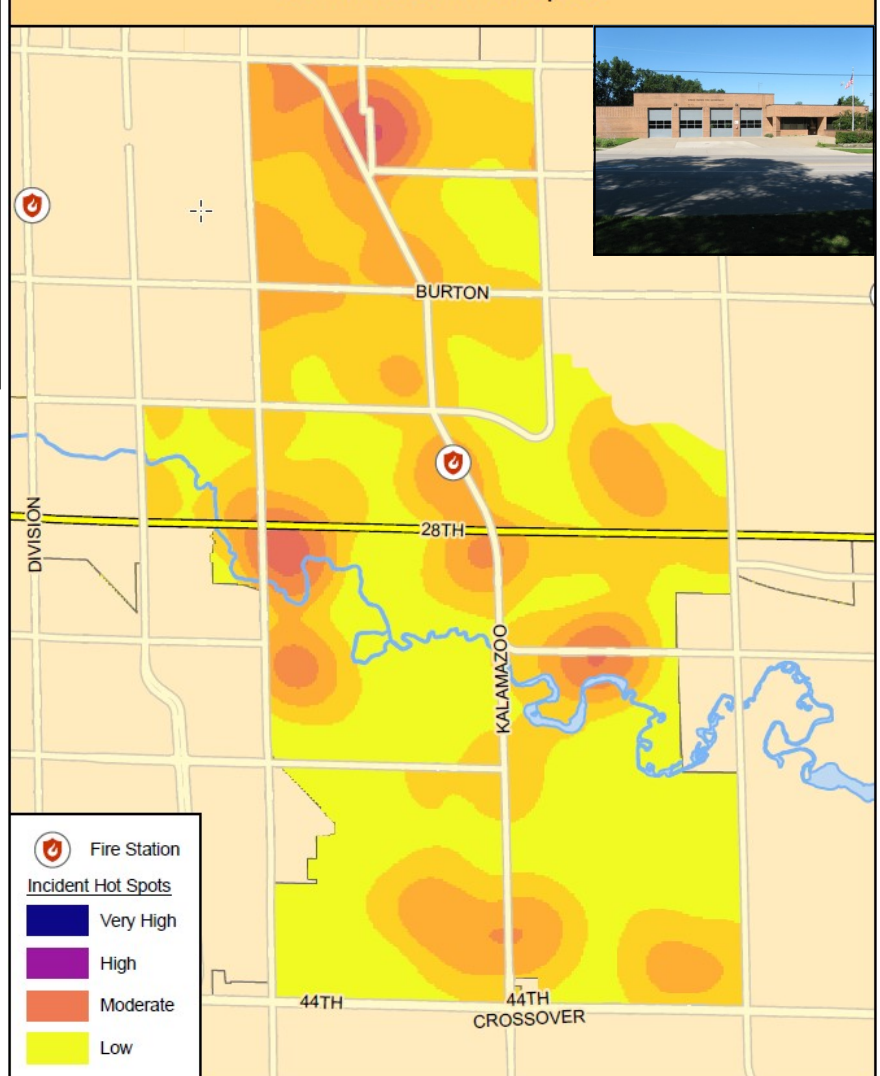 BURTON
28TH
DIVISION
KALAMAZOO
44TH
44TH
CROSSOVER
Fire Station
Incident Hot Spots
Very High
High
Moderate
Low